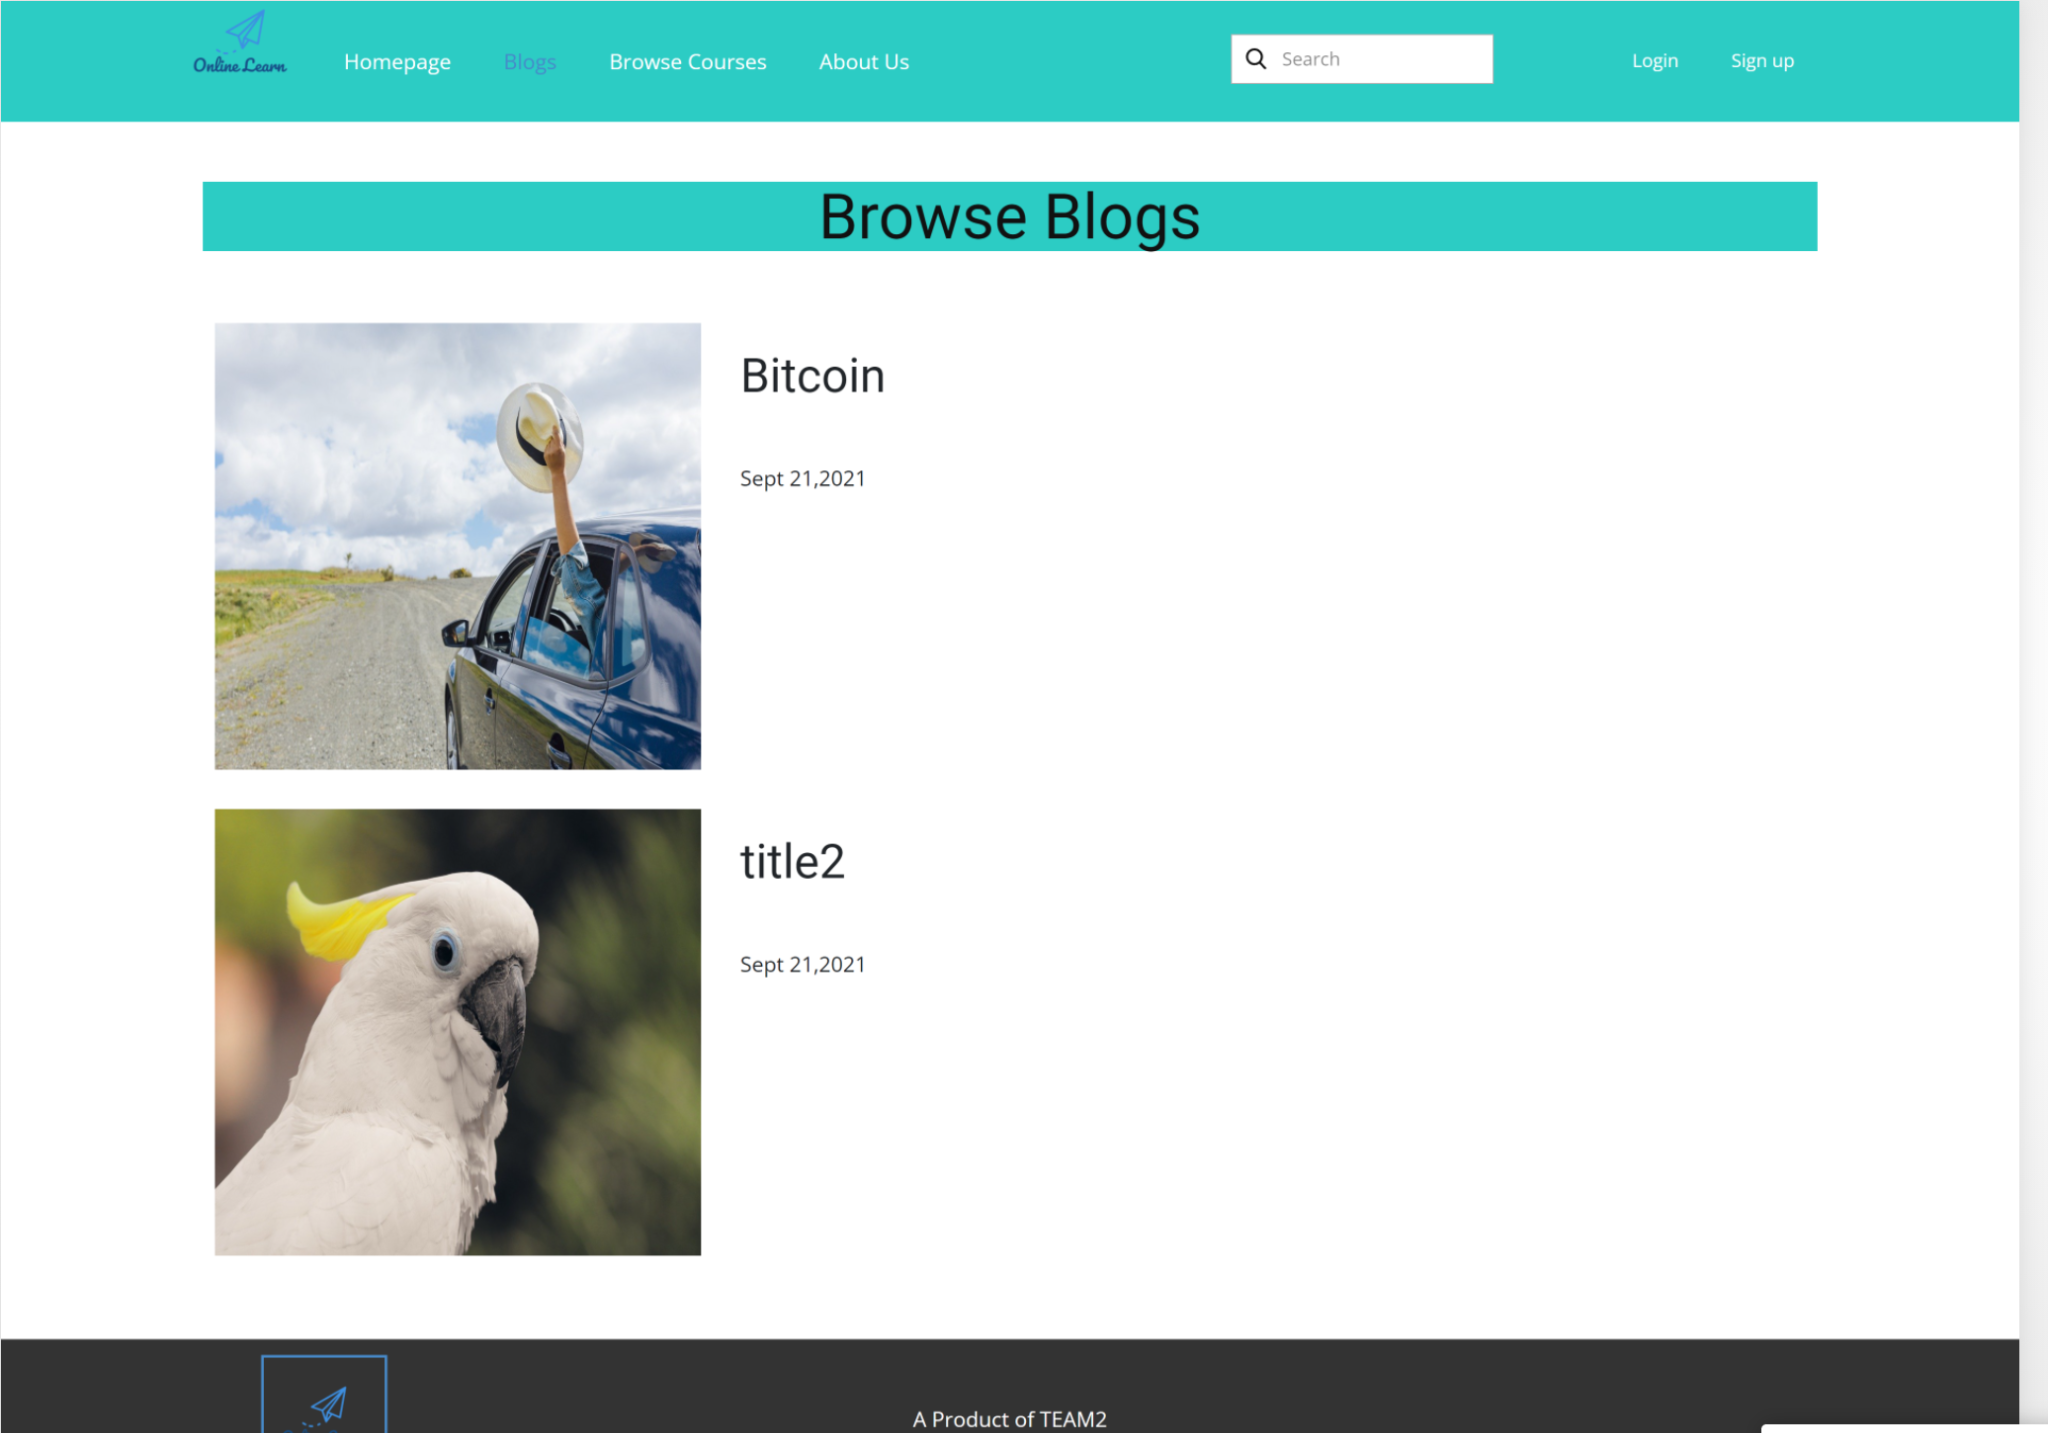 Online Learn
Homepage Blogs Browse Courses About Us Search Login Sign up
Browse Blogs
Bitcoin
Sept 21,2021
title2
Sept 21,2021
A Product of TEAM2